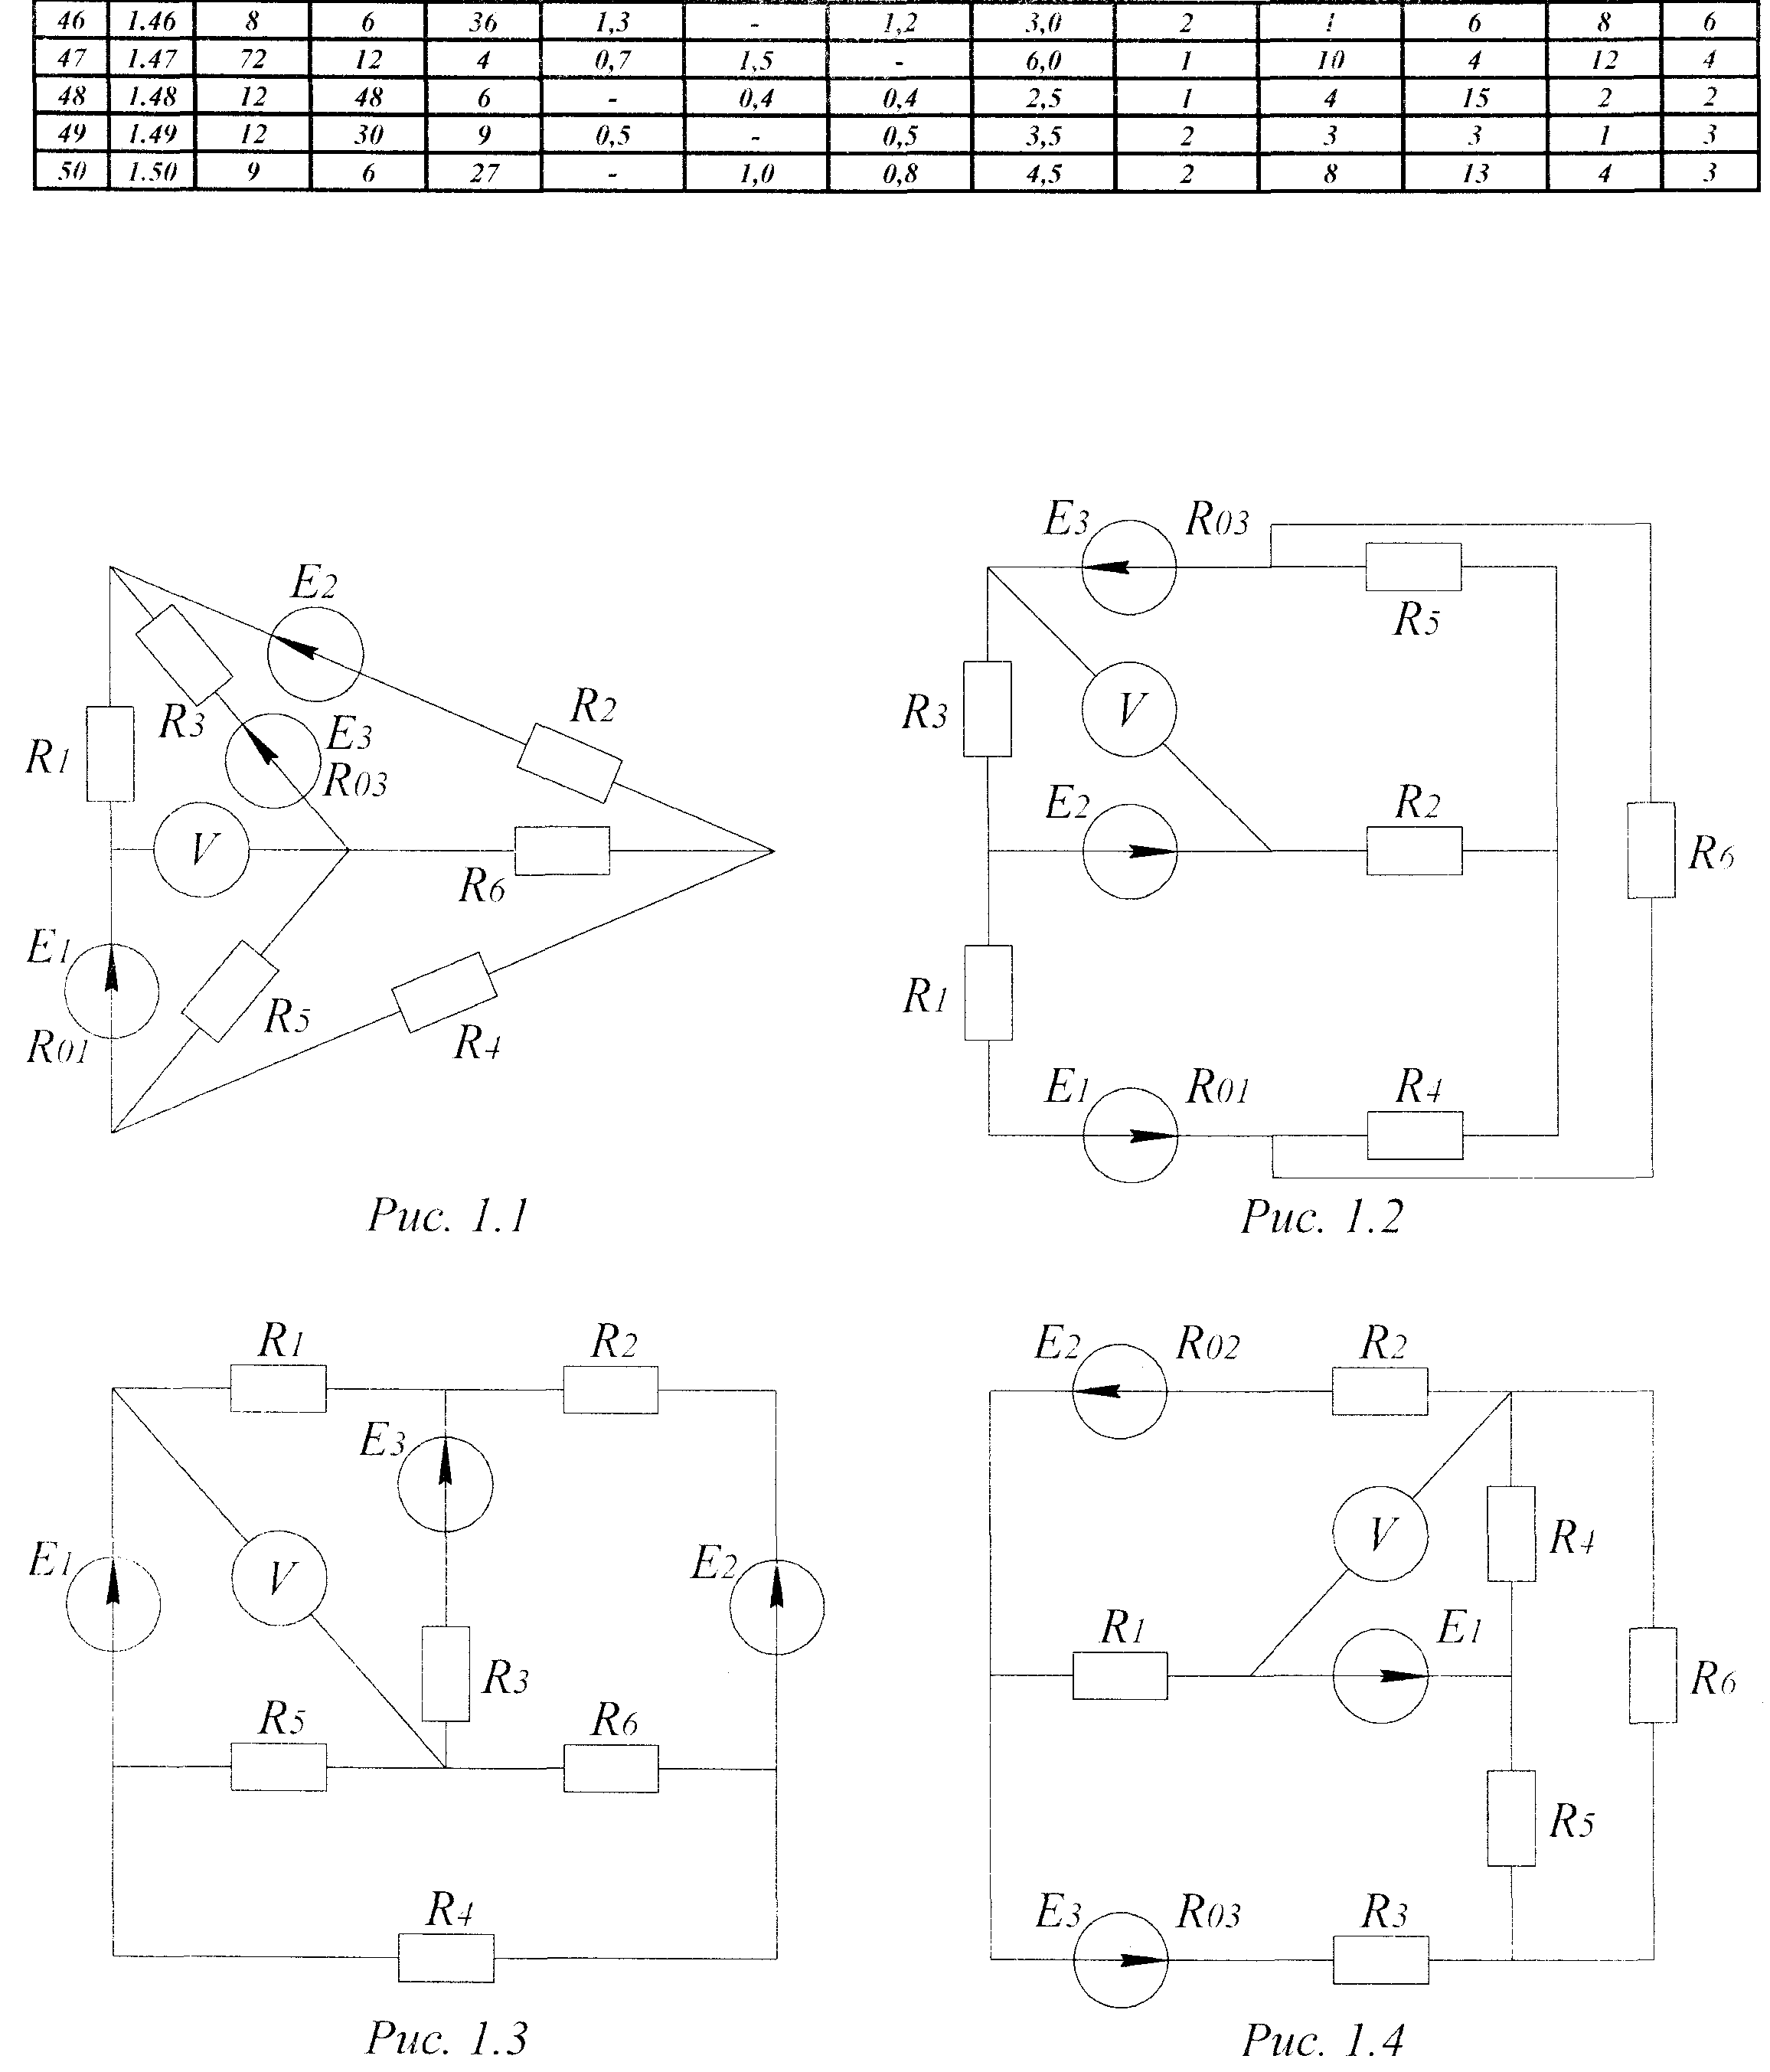 46 1.46 8 6 36 1,3 - 1,2 3,0 2 1 6 8 6
47 1.47 72 12 4 0,7 1,5 - 6,0 1 10 4 12 4
48 1.48 12 48 6 - 0,4 0,4 2,5 1 4 15 2 2
49 1.49 12 30 9 0,5 - 0,5 3,5 2 3 3 1 3
50 1.50 9 6 27 - 1,0 0,8 4,5 2 8 13 4 3
E2
R2
R3
E3
R03
R1
V
R6
E1
R5
R01
R4
Рис. 1.1
E3 R03
R5
R3
V
E2
R2
R6
R1
E1 R01 R4
Рис. 1.2
R1 R2
E3
E1
V
E2
R3
R5 R6
R4
Рис. 1.3
E2 R02 R2
V
R4
R1 E1
R6
R5
E3 R03 R3
Рис. 1.4